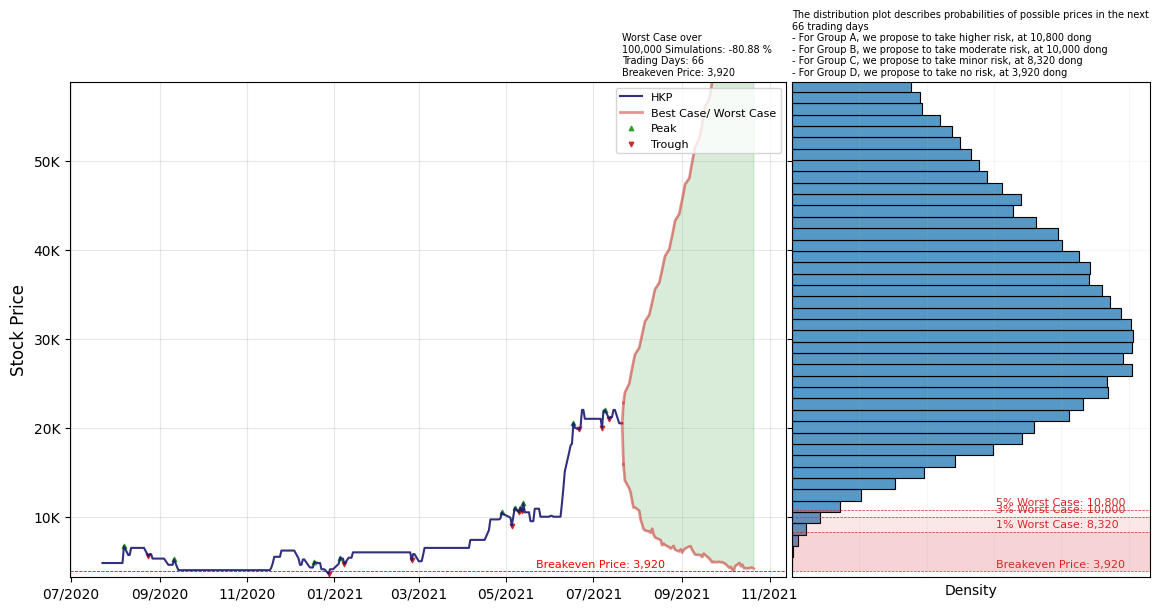 The distribution plot describes probabilities of possible prices in the next
66 trading days
- For Group A, we propose to take higher risk, at 10,800 dong
- For Group B, we propose to take moderate risk, at 10,000 dong
- For Group C, we propose to take minor risk, at 8,320 dong
- For Group D, we propose to take no risk, at 3,920 dong
Worst Case over
100,000 Simulations: -80.88 %
Trading Days: 66
Breakeven Price: 3,920
HKP
Best Case/ Worst Case
Peak
Trough
Stock Price
50K
40K
30K
20K
10K
5% Worst Case: 10,800
3% Worst Case: 10,000
1% Worst Case: 8,320
Breakeven Price: 3,920
Breakeven Price: 3,920
07/2020
09/2020
11/2020
01/2021
03/2021
05/2021
07/2021
09/2021
11/2021
Density